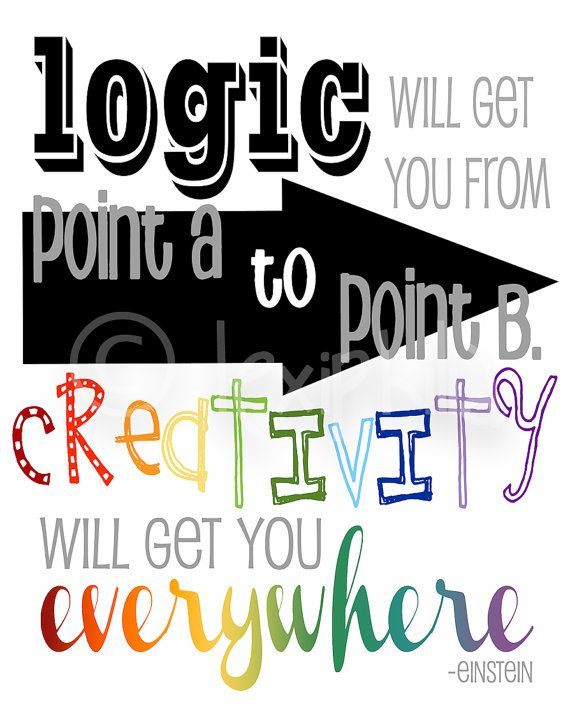 logic WILL GET
YOU FROM
POINT a
to
POINT B.
CREATIVITY
WILL GET YOU
everywhere
-EINSTEIN